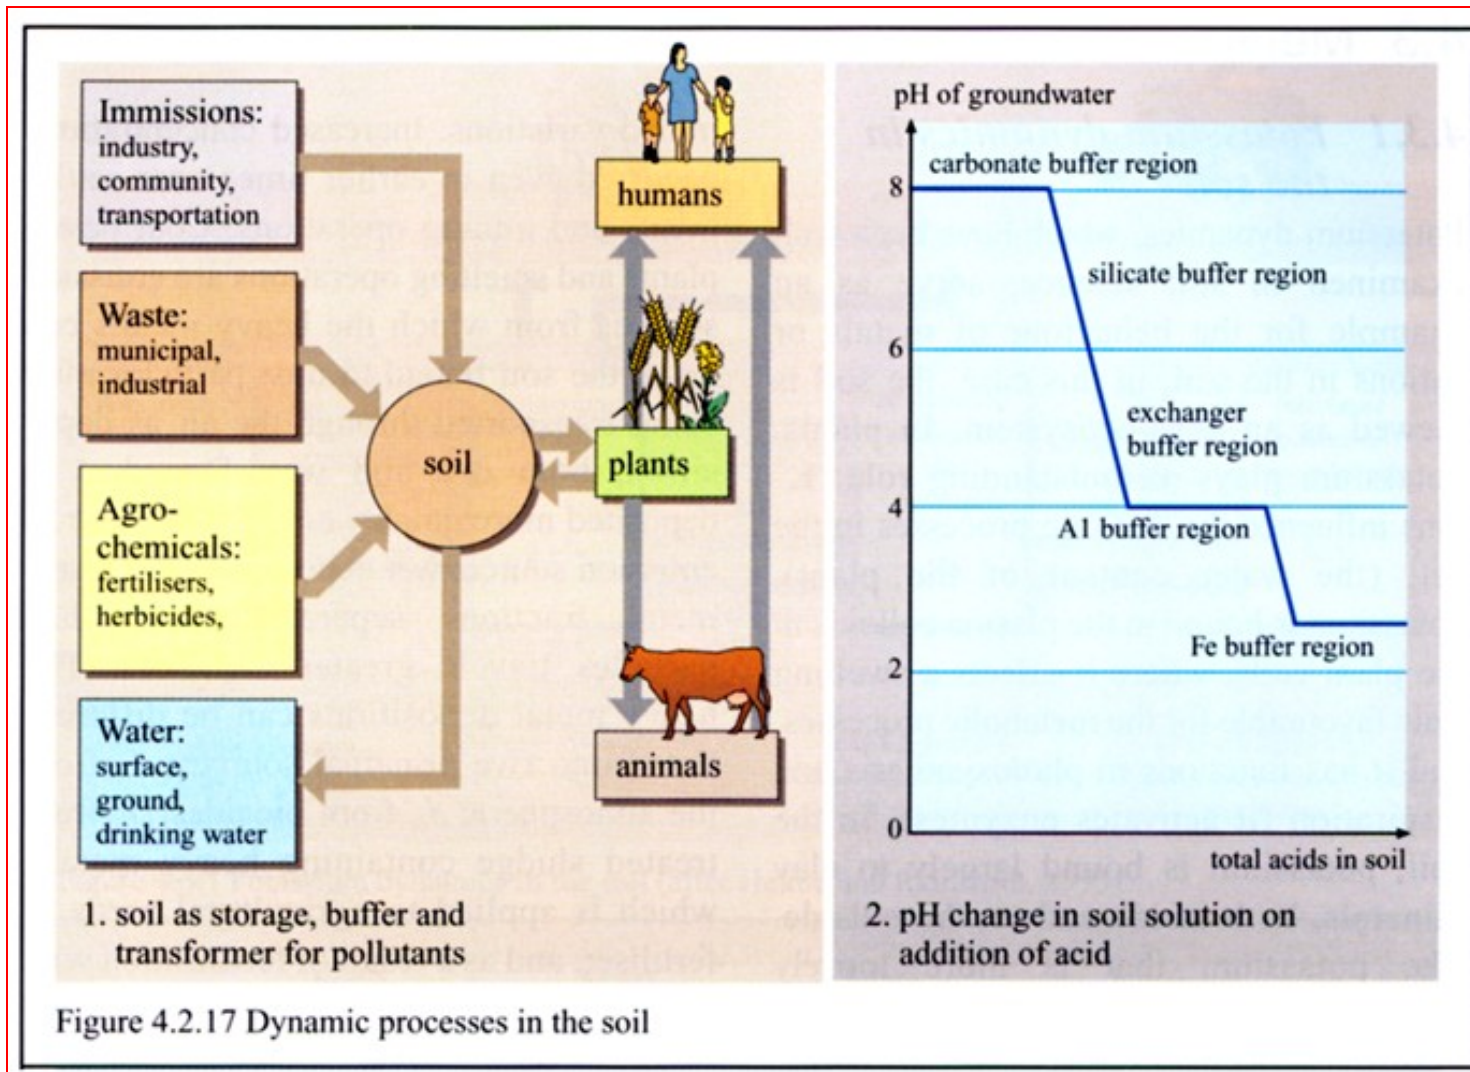 Immissions:
industry,
community,
transportation
Waste:
municipal,
industrial
Agro-
chemicals:
fertilisers,
herbicides,
Water:
surface,
ground,
drinking water
soil
humans
plants
animals
1. soil as storage, buffer and
transformer for pollutants
pH of groundwater
8
6
4
2
0
carbonate buffer region
silicate buffer region
exchanger
buffer region
A1 buffer region
Fe buffer region
total acids in soil
2. pH change in soil solution on
addition of acid
Figure 4.2.17 Dynamic processes in the soil